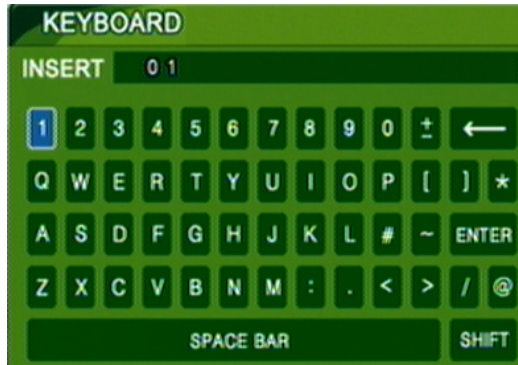 KEYBOARD
INSERT 01
1 2 3 4 5 6 7 8 9 0 ± ←
Q W E R T Y U I O P [ ] *
A S D F G H J K L # ~ ENTER
Z X C V B N M : . < > / @
SPACE BAR SHIFT